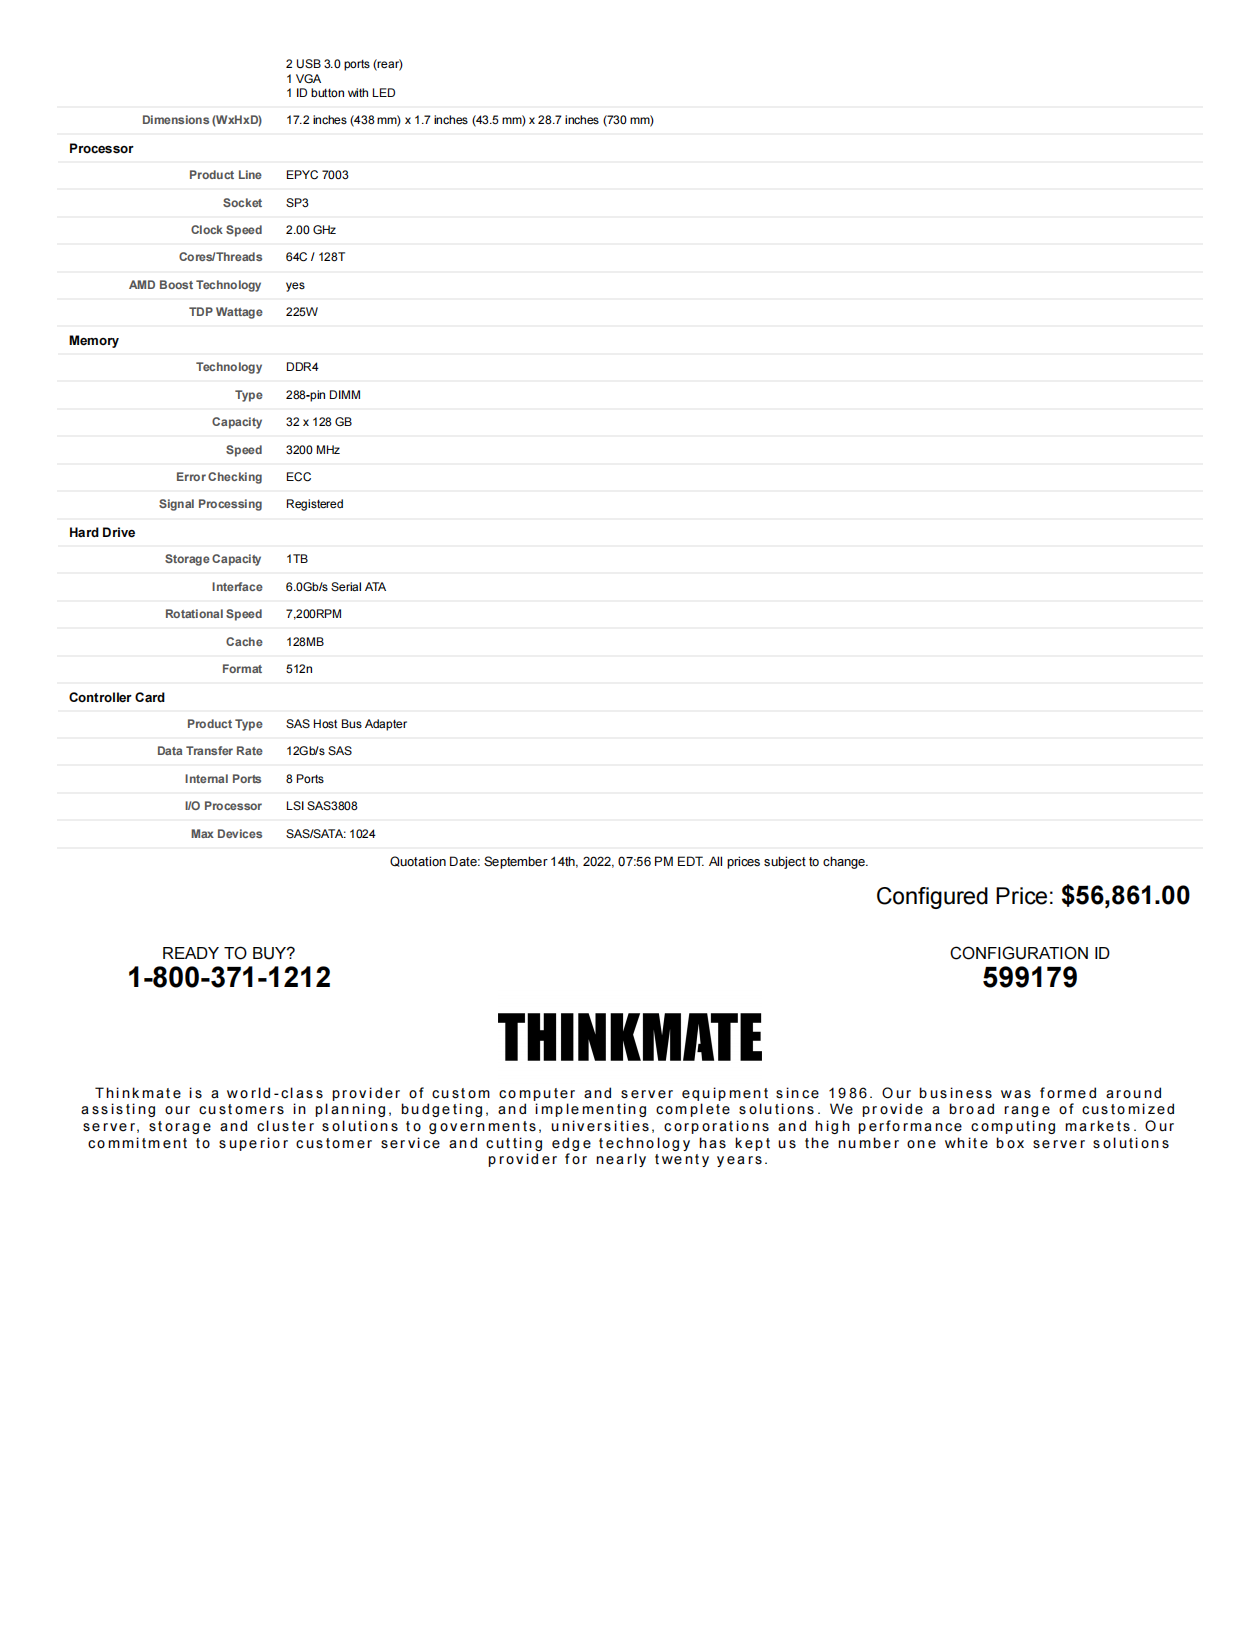 2 USB 3.0 ports (rear)
1 VGA
1 ID button with LED
Dimensions (WxHxD) 17.2 inches (438 mm) x 1.7 inches (43.5 mm) x 28.7 inches (730 mm)
Processor
Product Line EPYC 7003
Socket SP3
Clock Speed 2.00 GHz
Cores/Threads 64C / 128T
AMD Boost Technology yes
TDP Wattage 225W
Memory
Technology DDR4
Type 288-pin DIMM
Capacity 32 x 128 GB
Speed 3200 MHz
Error Checking ECC
Signal Processing Registered
Hard Drive
Storage Capacity 1TB
Interface 6.0Gb/s Serial ATA
Rotational Speed 7,200RPM
Cache 128MB
Format 512n
Controller Card
Product Type SAS Host Bus Adapter
Data Transfer Rate 12Gb/s SAS
Internal Ports 8 Ports
I/O Processor LSI SAS3808
Max Devices SAS/SATA: 1024
Quotation Date: September 14th, 2022, 07:56 PM EDT. All prices subject to change.
Configured Price: $56,861.00
READY TO BUY?
1-800-371-1212
CONFIGURATION ID
599179
THINKMATE
Thinkmate is a world-class provider of custom computer and server equipment since 1986. Our business was formed around
assisting our customers in planning, budgeting, and implementing complete solutions. We provide a broad range of customized
server, storage and cluster solutions to governments, universities, corporations and high performance computing markets. Our
commitment to superior customer service and cutting edge technology has kept us the number one white box server solutions
provider for nearly twenty years.